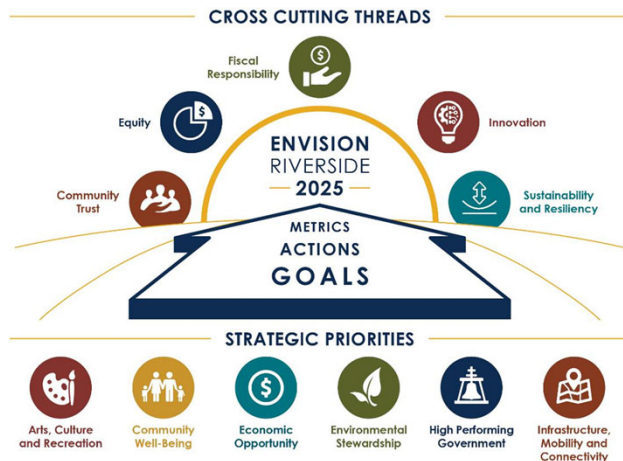 CROSS CUTTING THREADS
Fiscal
Responsibility
Equity
Innovation
Community
Trust
Sustainability
and Resiliency
ENVISION
RIVERSIDE
2025
METRICS
ACTIONS
GOALS
STRATEGIC PRIORITIES
Arts, Culture
and Recreation
Community
Well-Being
Economic
Opportunity
Environmental
Stewardship
High Performing
Government
Infrastructure,
Mobility and
Connectivity